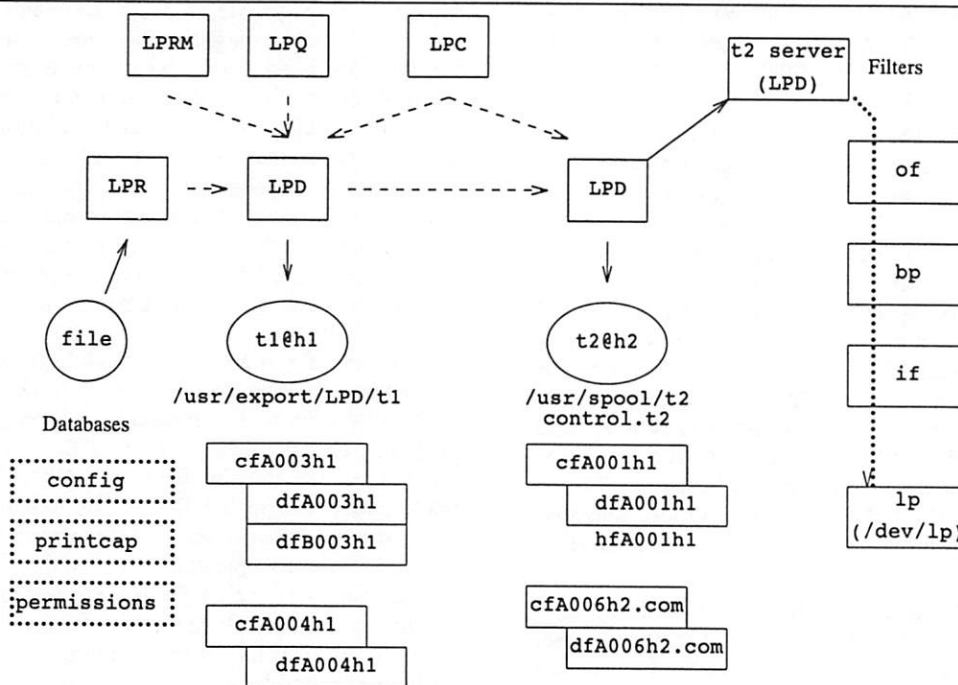 LPRM
LPQ
LPC
t2 server
(LPD)
Filters
LPR
LPD
LPD
of
bp
file
t1@h1
t2@h2
if
/usr/export/LPD/t1
/usr/spool/t2
control.t2
Databases
config
printcap
permissions
cfA003h1
dfA003h1
dfB003h1
cfA004h1
dfA004h1
cfA001h1
dfA001h1
hfA001h1
cfA006h2.com
dfA006h2.com
lp
(/dev/lp)